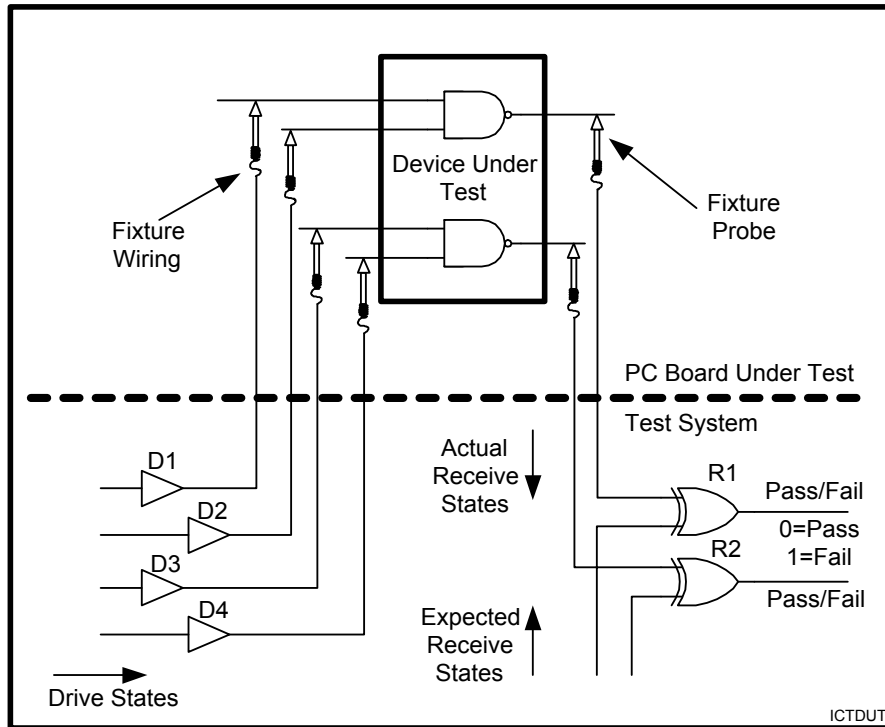 Device Under
Test
Fixture
Wiring
Fixture
Probe
PC Board Under Test
Test System
D1
D2
D3
D4
Drive States
Actual
Receive
States
Expected
Receive
States
R1
Pass/Fail
0=Pass
1=Fail
R2
Pass/Fail
ICTDUT